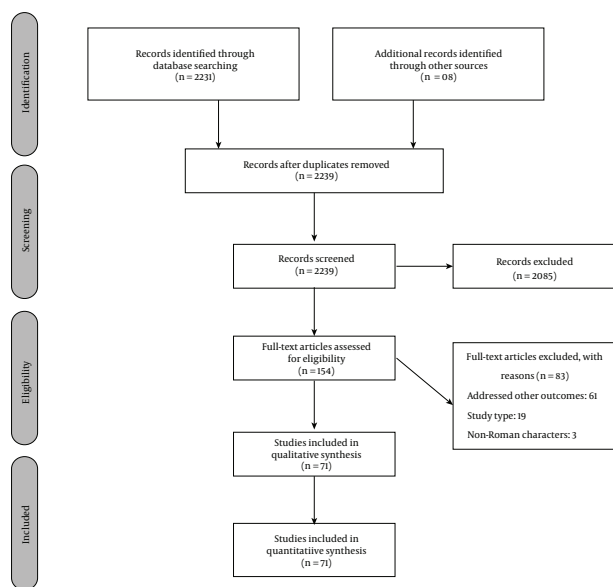 Identification
Records identified through
database searching
(n = 2231)
Additional records identified
through other sources
(n = 08)
Records after duplicates removed
(n = 2239)
Screening
Records screened
(n = 2239)
Records excluded
(n = 2085)
Eligibility
Full-text articles assessed
for eligibility
(n = 154)
Full-text articles excluded, with
reasons (n = 83)
Addressed other outcomes: 61
Study type: 19
Non-Roman characters: 3
Studies included in
qualitative synthesis
(n = 71)
Included
Studies included in
quantitatiive synthesis
(n = 71)